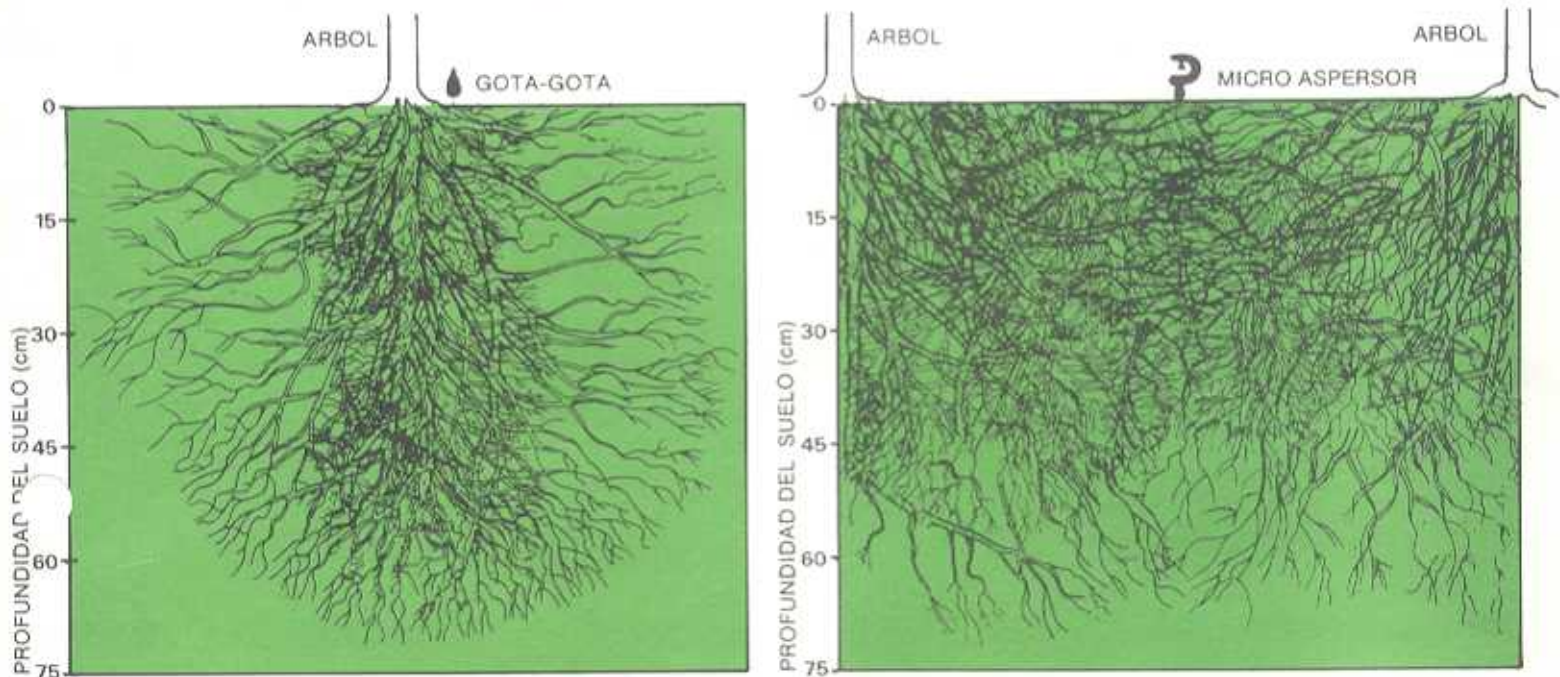 ARBOL
GOTA-GOTA
0
15
30
45
60
75
PROFUNDIDAD DEL SUELO (cm)
ARBOL
ARBOL
MICRO ASPERSOR
0
15
30
45
60
75
PROFUNDIDAD DEL SUELO (cm)